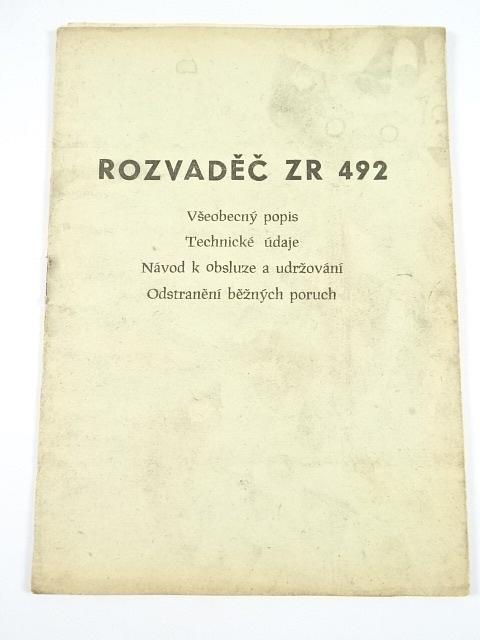 ROZVADĚČ ZR 492
Všeobecný popis
Technické údaje
Návod k obsluze a udržování
Odstranění běžných poruch